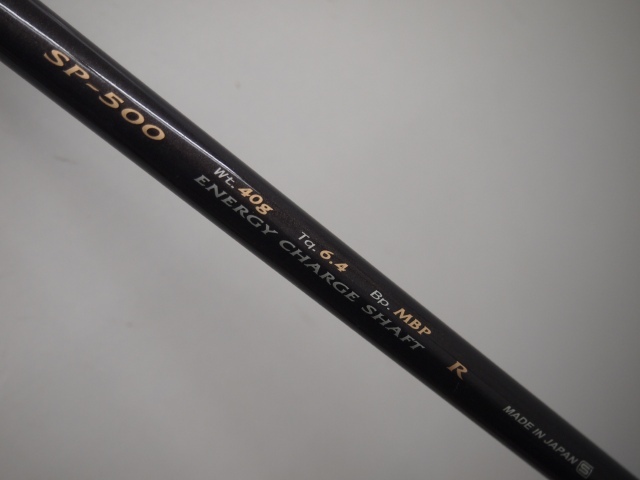 SP-500
Wt. 40g Tq. 6.4 Bp. MBP
ENERGY CHARGE SHAFT
R
MADE IN JAPAN S